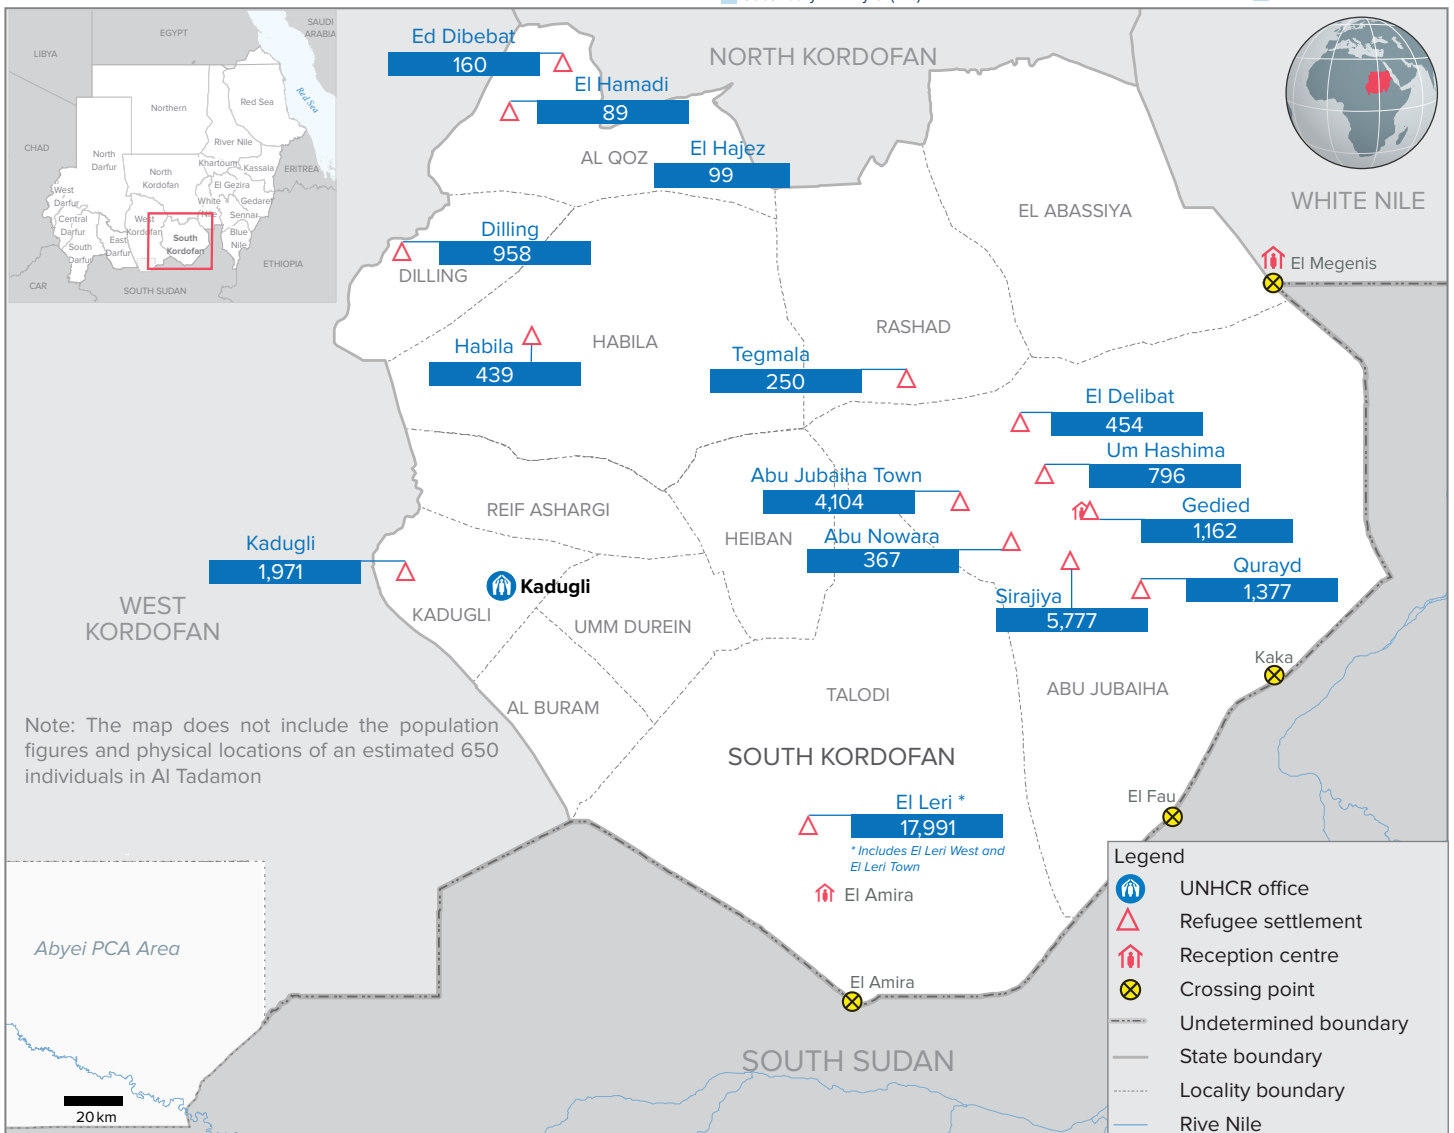 SAUDI
ARABIA
EGYPT
LIBYA
Red Sea
Northern
Red Sea
CHAD
River Nile
North
Darfur
Khartoum
Kassala
ERITREA
North
Kordofan
El Gezira
West
Darfur
White
Nile
Gedaref
Central
Darfur
West
Kordofan
Sennar
South
Kordofan
Blue
Nile
East
Darfur
South
Darfur
ETHIOPIA
CAR
SOUTH SUDAN
Ed Dibebat
160
NORTH KORDOFAN
El Hamadi
89
AL QOZ
El Hajez
99
WHITE NILE
EL ABASSIYA
Dilling
958
DILLING
El Megenis
RASHAD
HABILA
Habila
439
Tegmala
250
El Delibat
454
Um Hashima
796
Abu Jubaiha Town
4,104
REIF ASHARGI
Gedied
1,162
HEIBAN
Abu Nowara
367
Kadugli
1,971
Qurayd
1,377
Kadugli
Sirajiya
5,777
WEST
KORDOFAN
KADUGLI
UMM DUREIN
Kaka
TALODI
ABU JUBAIHA
AL BURAM
Note: The map does not include the population
figures and physical locations of an estimated 650
individuals in Al Tadamon
SOUTH KORDOFAN
El Fau
El Leri *
17,991
* Includes El Leri West and
El Leri Town
El Amira
El Amira
Abyei PCA Area
SOUTH SUDAN
20 km
Legend
UNHCR office
Refugee settlement
Reception centre
Crossing point
Undetermined boundary
State boundary
Locality boundary
Rive Nile